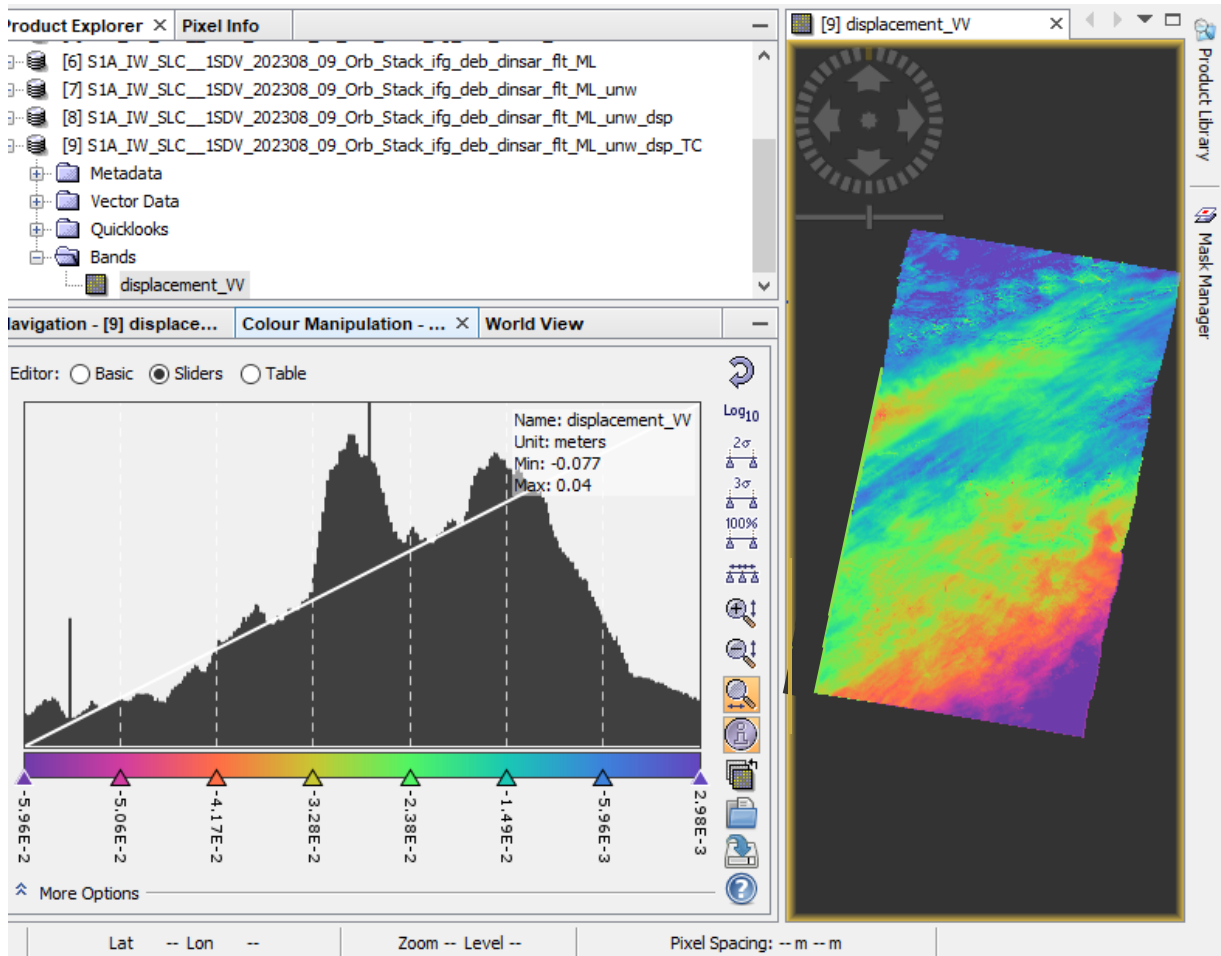 Product Explorer × Pixel Info
[6] S1A_IW_SLC__1SDV_202308_09_Orb_Stack_ifg_deb_dinsar_flt_ML
[7] S1A_IW_SLC__1SDV_202308_09_Orb_Stack_ifg_deb_dinsar_flt_ML_unw
[8] S1A_IW_SLC__1SDV_202308_09_Orb_Stack_ifg_deb_dinsar_flt_ML_unw_dsp
[9] S1A_IW_SLC__1SDV_202308_09_Orb_Stack_ifg_deb_dinsar_flt_ML_unw_dsp_TC
Metadata
Vector Data
Quicklooks
Bands
displacement_VV
Navigation - [9] displace... Colour Manipulation - ... × World View
Editor: Basic Sliders Table
Name: displacement_VV
Unit: meters
Min: -0.077
Max: 0.04
Log10
2σ
3σ
100%
-5.96E-2
-5.06E-2
-4.17E-2
-3.28E-2
-2.38E-2
-1.49E-2
-5.96E-3
2.98E-3
More Options
[9] displacement_VV ×
Product Library
Mask Manager
Lat -- Lon -- Zoom -- Level -- Pixel Spacing: -- m -- m